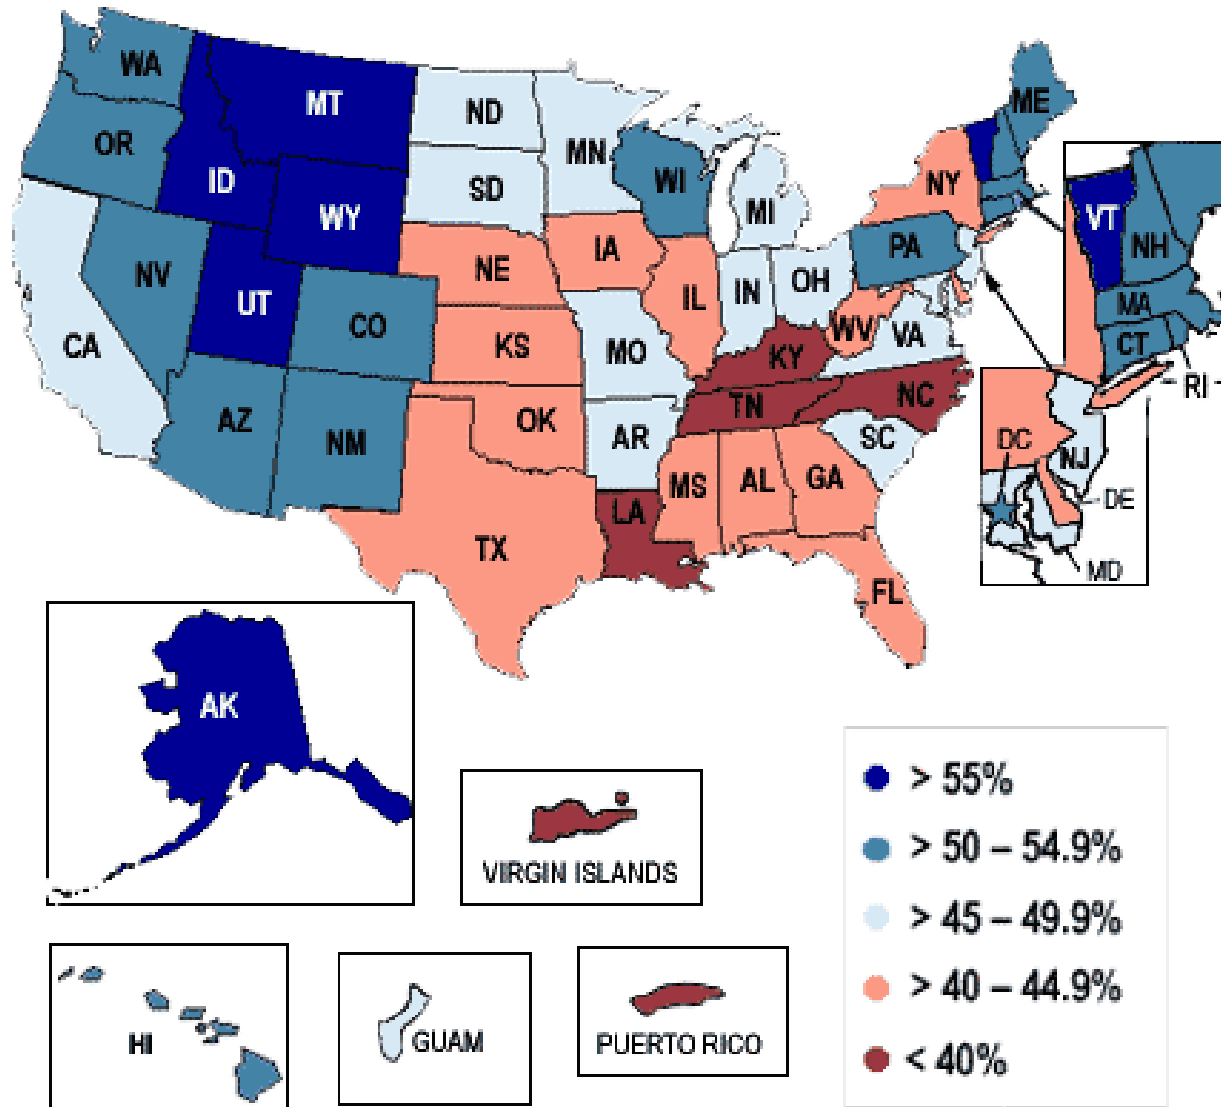 WA
MT
ND
ME
OR
MN
ID
SD
WI
NY
WY
MI
VT
NH
NE
IA
PA
NV
UT
IL
IN
OH
MA
CO
CT
CA
KS
MO
WV
VA
KY
RI
AZ
NM
OK
TN
NC
AR
SC
DC
NJ
MS
AL
GA
DE
LA
TX
MD
FL
AK
> 55%
> 50 – 54.9%
VIRGIN ISLANDS
> 45 – 49.9%
> 40 – 44.9%
HI
GUAM
PUERTO RICO
< 40%